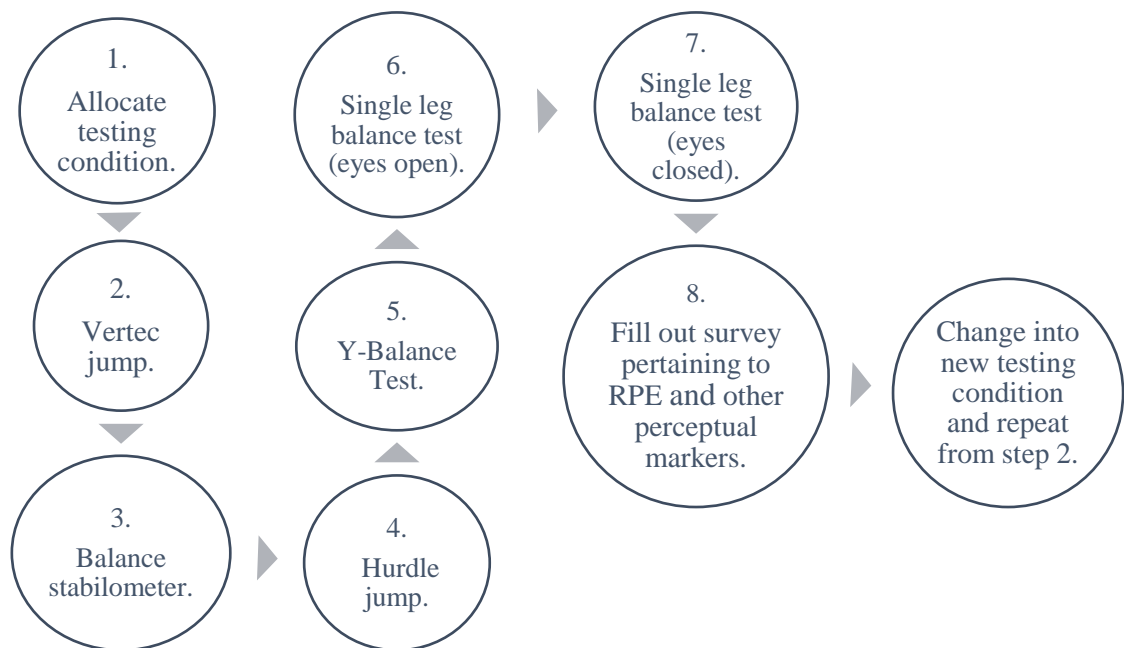 1.
Allocate
testing
condition.
2.
Vertec
jump.
3.
Balance
stabilometer.
4.
Hurdle
jump.
5.
Y-Balance
Test.
6.
Single leg
balance test
(eyes open).
7.
Single leg
balance test
(eyes
closed).
8.
Fill out survey
pertaining to
RPE and other
perceptual
markers.
Change into
new testing
condition
and repeat
from step 2.